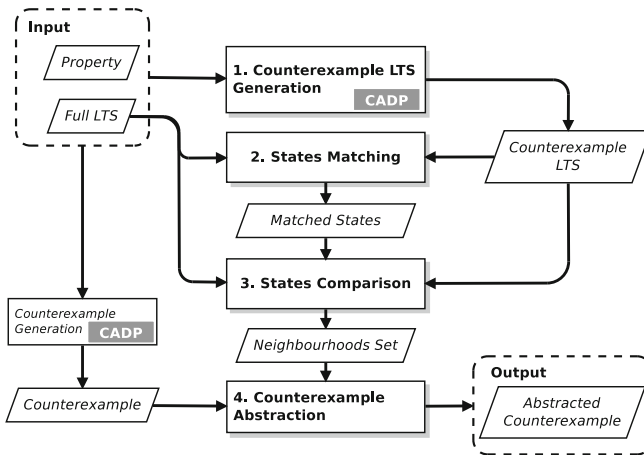 Input
Property
Full LTS
1. Counterexample LTS
Generation
CADP
2. States Matching
Counterexample
LTS
Matched States
3. States Comparison
Counterexample
Generation
CADP
Neighbourhoods Set
Counterexample
4. Counterexample
Abstraction
Output
Abstracted
Counterexample